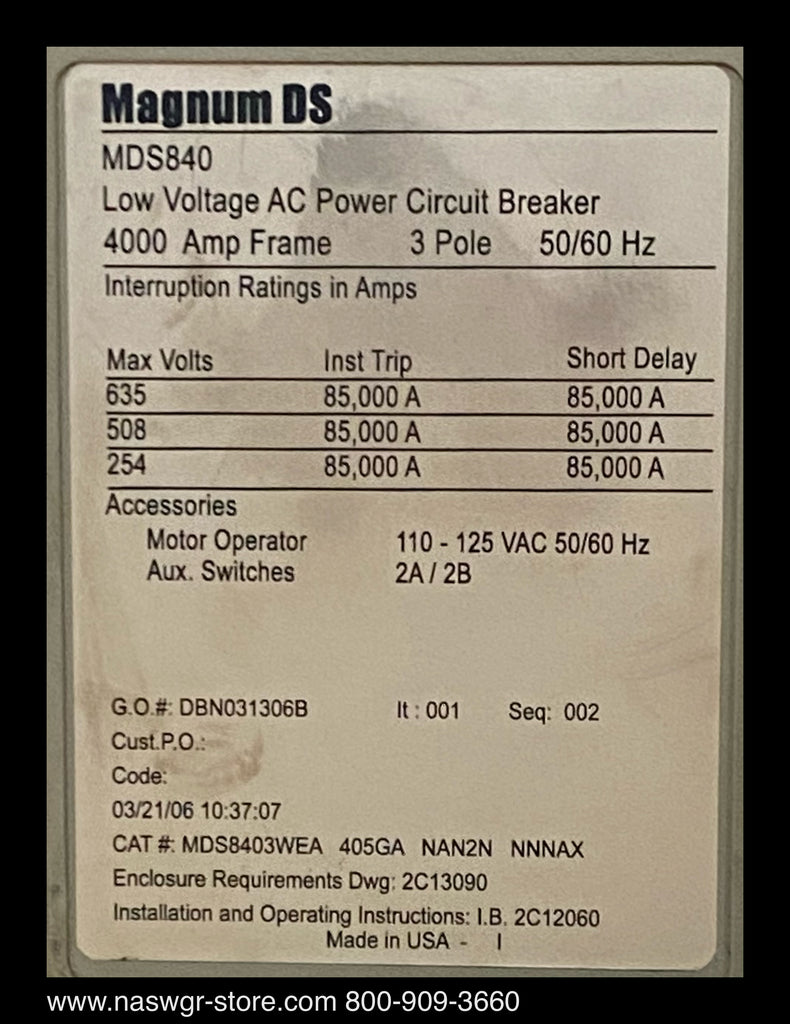 Magnum DS
MDS840
Low Voltage AC Power Circuit Breaker
4000 Amp Frame 3 Pole 50/60 Hz
Interruption Ratings in Amps
Max Volts Inst Trip Short Delay
635 85,000 A 85,000 A
508 85,000 A 85,000 A
254 85,000 A 85,000 A
Accessories
Motor Operator 110 - 125 VAC 50/60 Hz
Aux. Switches 2A / 2B
G.O.#: DBN031306B It : 001 Seq: 002
Cust.P.O.:
Code:
03/21/06 10:37:07
CAT #: MDS8403WEA 405GA NAN2N NNNAX
Enclosure Requirements Dwg: 2C13090
Installation and Operating Instructions: I.B. 2C12060
Made in USA - I
www.naswgr-store.com 800-909-3660